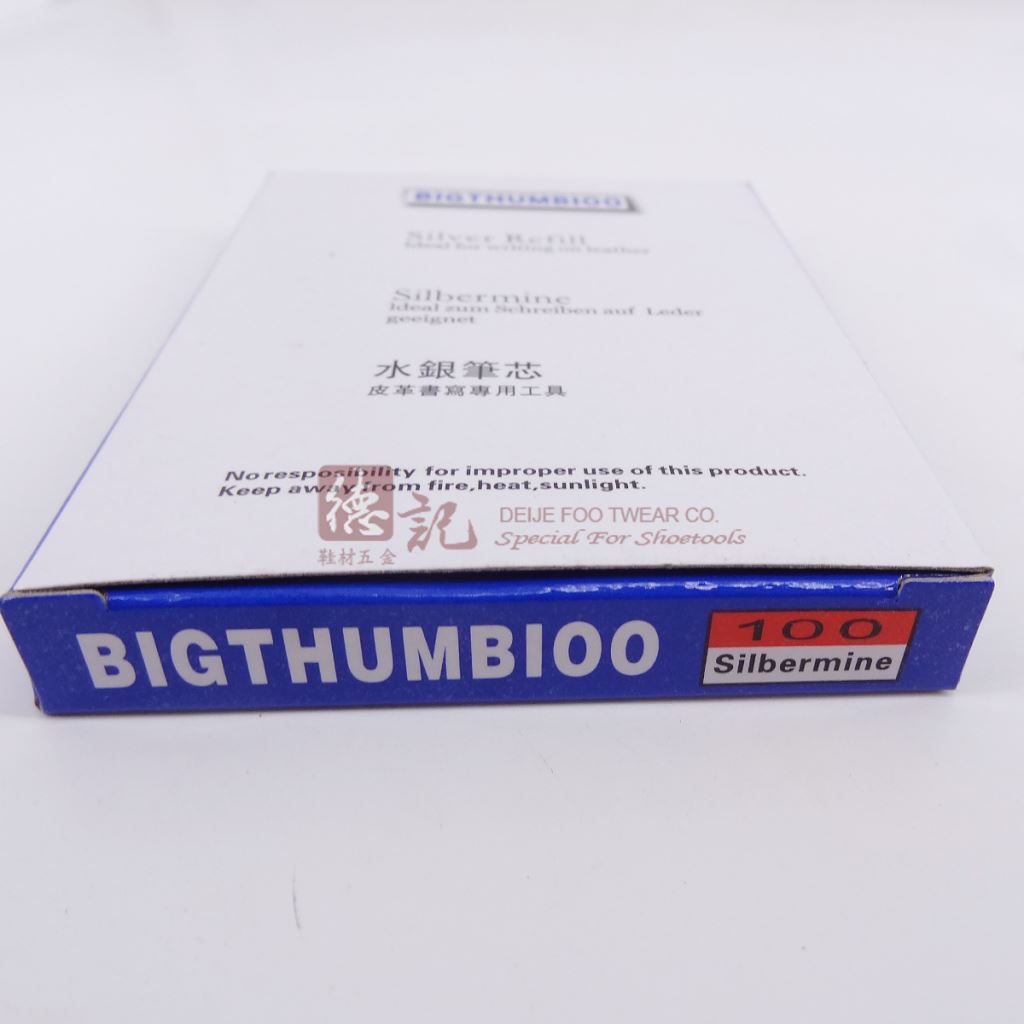 BIGTHUMBIOO
Silver Refill
Ideal for writing on leather
Silbermine
Ideal zum Schreiben auf Leder
geeignet
水銀筆芯
皮革書寫專用工具
No resposibility for improper use of this product.
Keep away from fire,heat,sunlight.
德記
鞋材五金
DEIJE FOO TWEAR CO.
Special For Shoetools
BIGTHUMBIOO
100
Silbermine